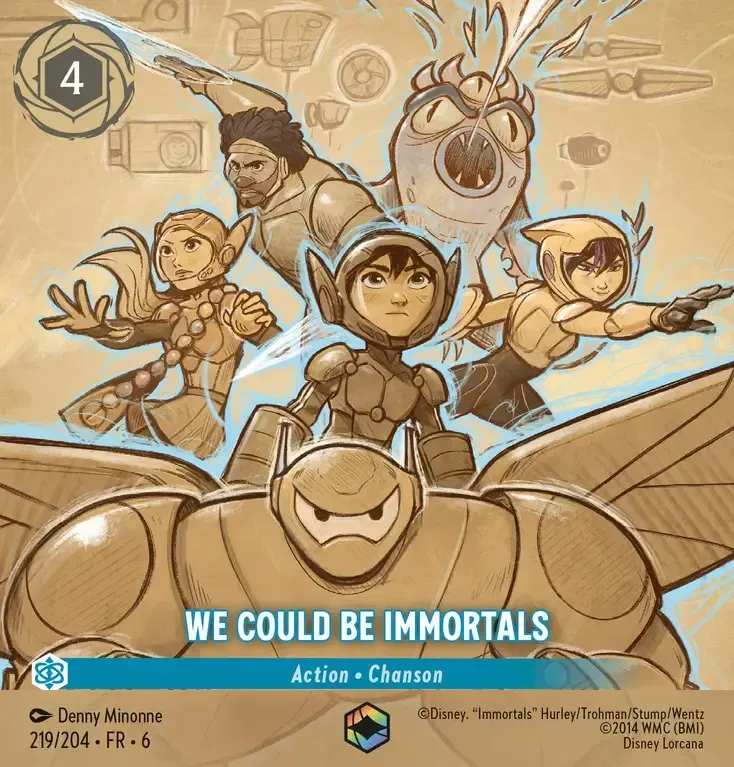 4
WE COULD BE IMMORTALS
Action • Chanson
Denny Minonne
219/204 • FR • 6
©Disney. “Immortals” Hurley/Trohman/Stump/Wentz
©2014 WMC (BMI)
Disney Lorcana